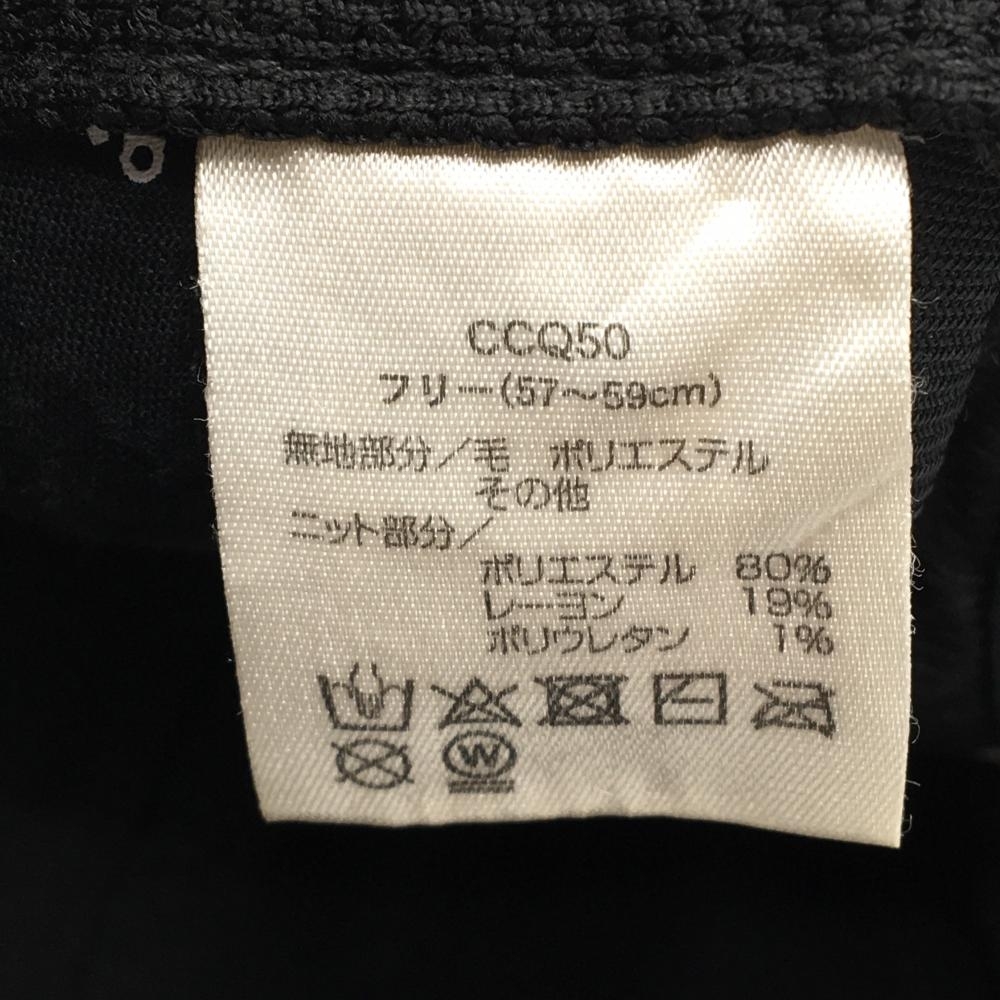 CCQ50
フリー(57〜59cm)
無地部分/毛 ポリエステル
その他
ニット部分/
ポリエステル 80%
レーヨン 19%
ポリウレタン 1%
W